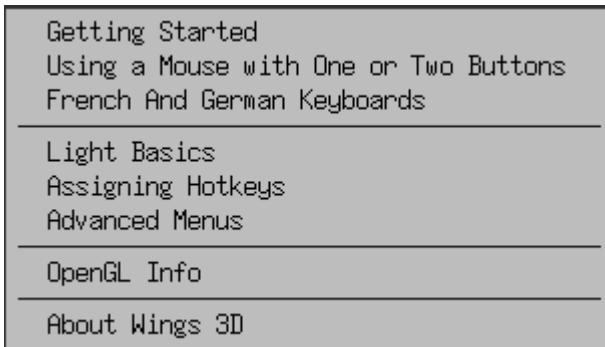 Getting Started
Using a Mouse with One or Two Buttons
French And German Keyboards
Light Basics
Assigning Hotkeys
Advanced Menus
OpenGL Info
About Wings 3D